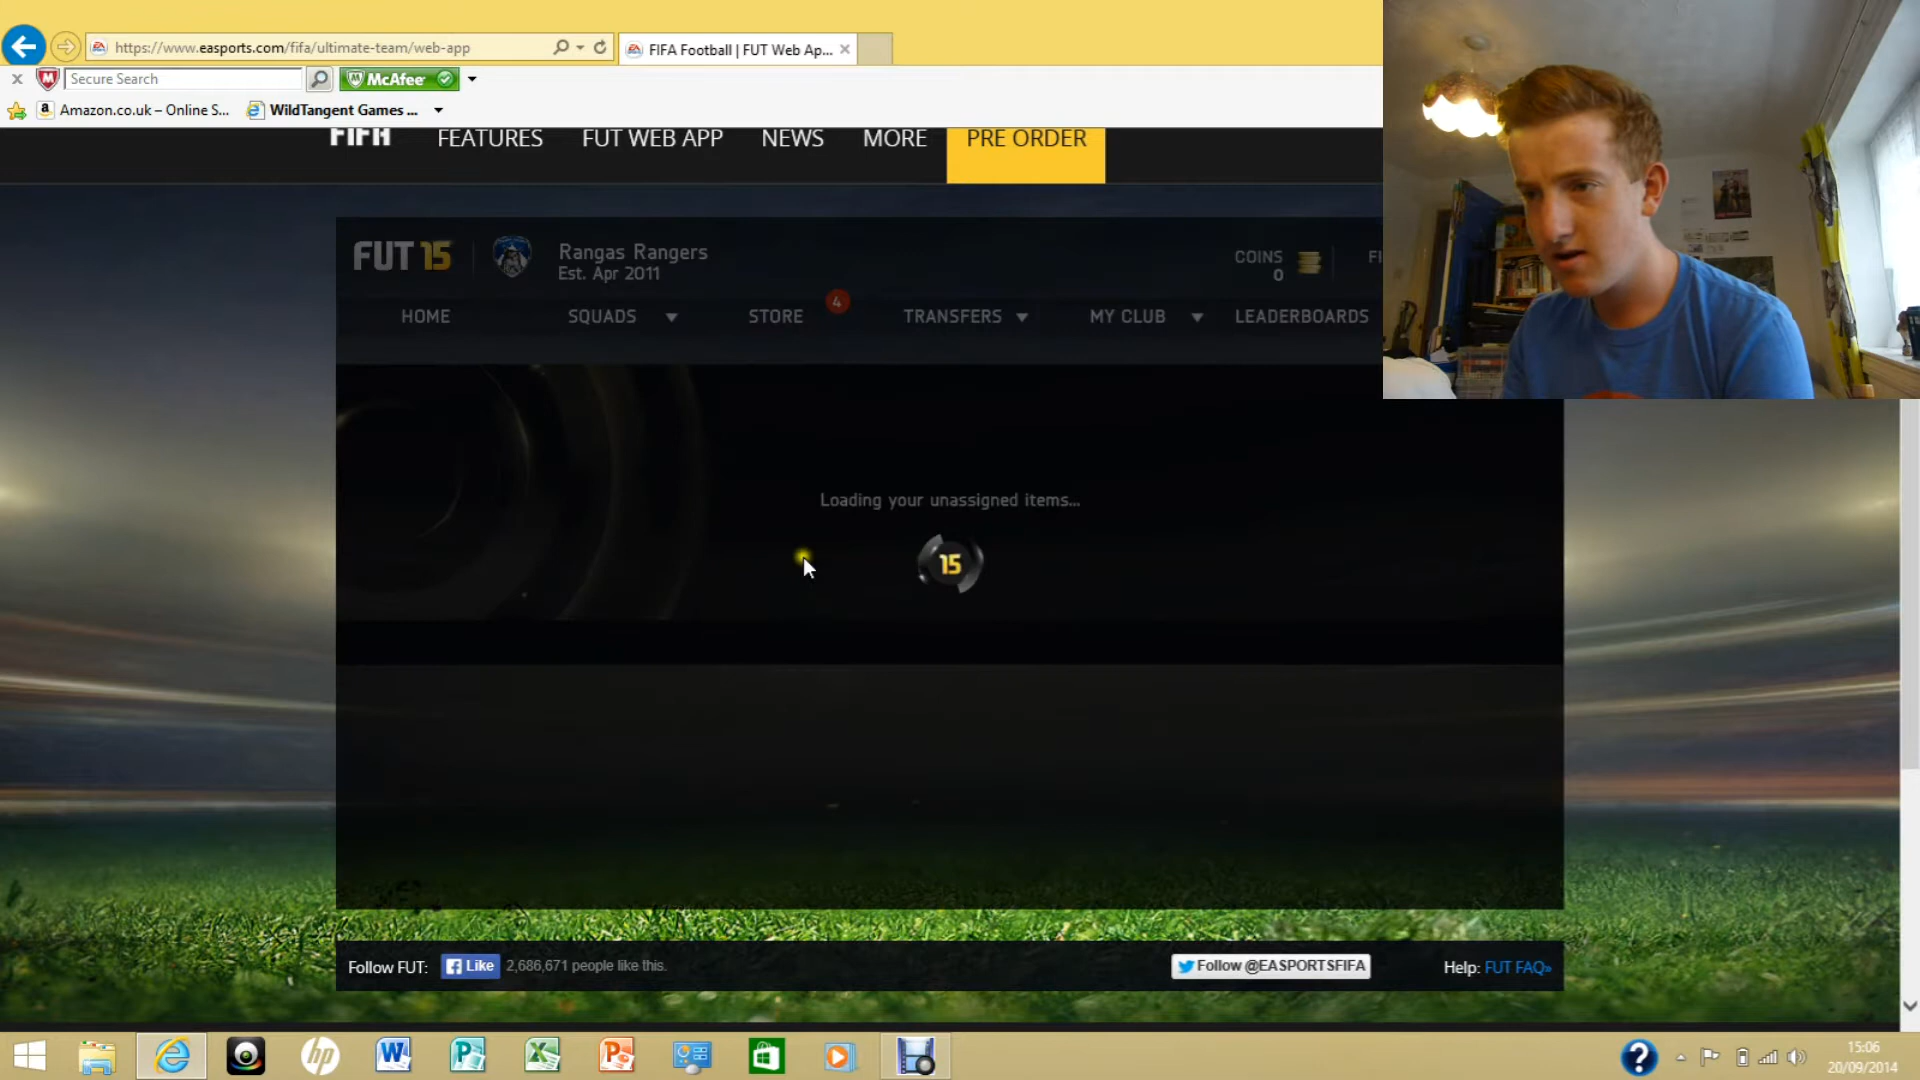 https://www.easports.com/fifa/ultimate-team/web-app
FIFA Football | FUT Web Ap...
Secure Search
McAfee
Amazon.co.uk – Online S...
WildTangent Games ...
FIFA
FEATURES
FUT WEB APP
NEWS
MORE
PRE ORDER
FUT 15
Rangas Rangers
Est. Apr 2011
COINS
0
FI
HOME
SQUADS
STORE
4
TRANSFERS
MY CLUB
LEADERBOARDS
Loading your unassigned items...
15
Follow FUT:
Like
2,686,671 people like this.
Follow @EASPORTSFIFA
Help: FUT FAQ»
15:06
20/09/2014